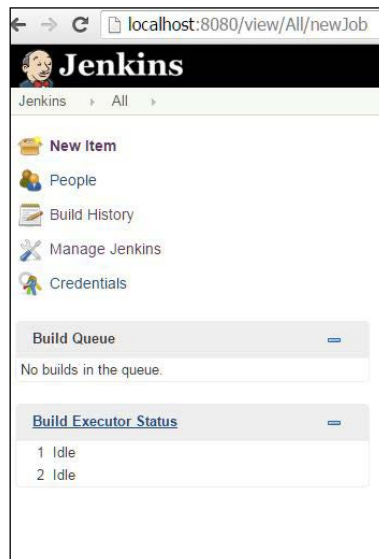 localhost:8080/view/All/newJob
Jenkins
Jenkins All
New Item
People
Build History
Manage Jenkins
Credentials
Build Queue
No builds in the queue.
Build Executor Status
1 Idle
2 Idle